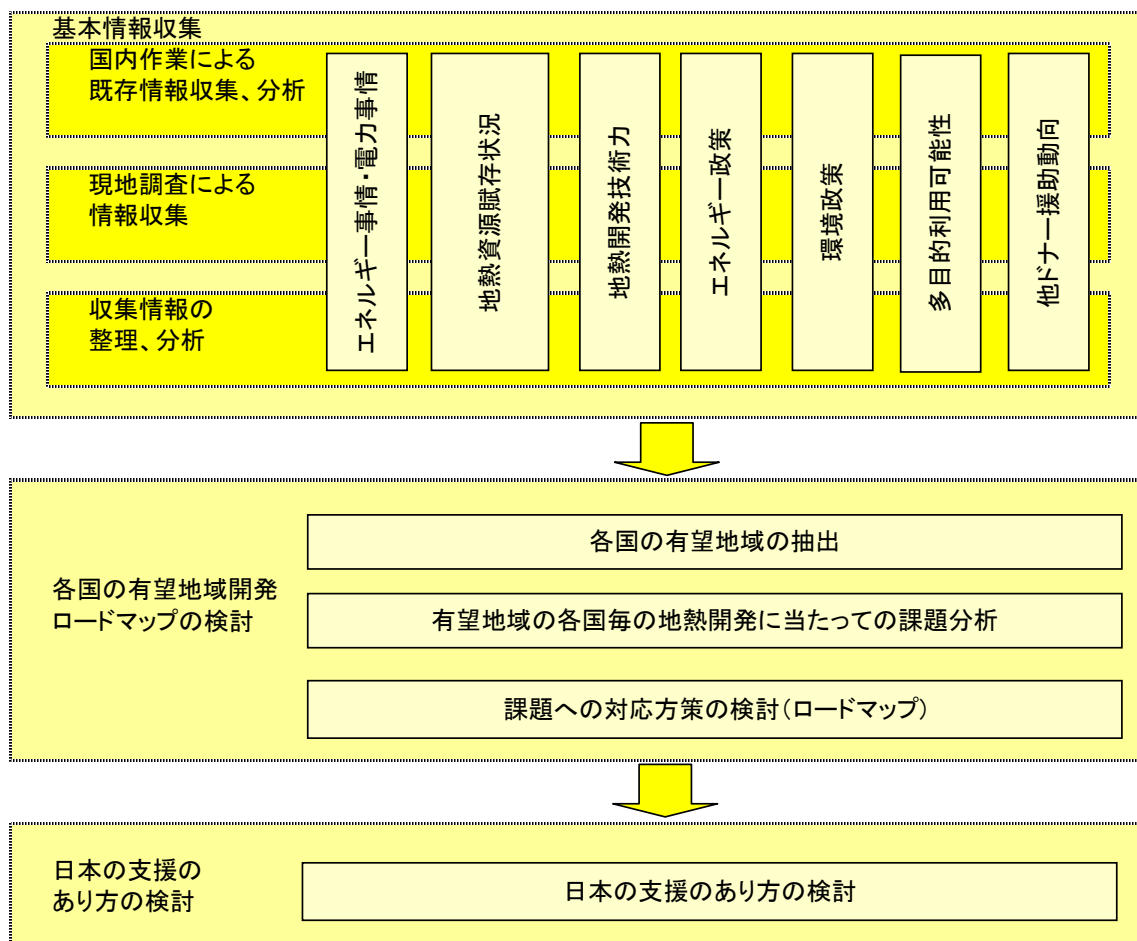 基本情報収集
国内作業による
既存情報収集、分析
現地調査による
情報収集
収集情報の
整理、分析
エネルギー事情・電力事情
地熱資源賦存状況
地熱開発技術力
エネルギー政策
環境政策
多目的利用可能性
他ドナー援助動向
各国の有望地域開発
ロードマップの検討
各国の有望地域の抽出
有望地域の各国毎の地熱開発に当たっての課題分析
課題への対応方策の検討（ロードマップ）
日本の支援の
あり方の検討
日本の支援のあり方の検討